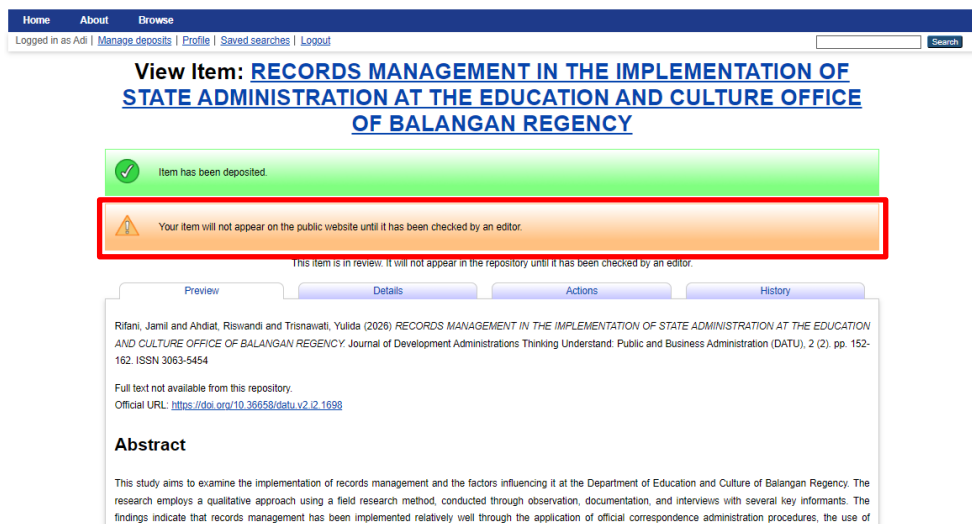 Home About Browse
Logged in as Adi | Manage deposits | Profile | Saved searches | Logout
Search
View Item: RECORDS MANAGEMENT IN THE IMPLEMENTATION OF
STATE ADMINISTRATION AT THE EDUCATION AND CULTURE OFFICE
OF BALANGAN REGENCY
Item has been deposited.
Your item will not appear on the public website until it has been checked by an editor.
This item is in review. It will not appear in the repository until it has been checked by an editor.
Preview Details Actions History
Rifani, Jamil and Ahdiat, Riswandi and Trisnawati, Yulida (2026) RECORDS MANAGEMENT IN THE IMPLEMENTATION OF STATE ADMINISTRATION AT THE EDUCATION
AND CULTURE OFFICE OF BALANGAN REGENCY. Journal of Development Administrations Thinking Understand: Public and Business Administration (DATU), 2 (2). pp. 152-
162. ISSN 3063-5454
Full text not available from this repository.
Official URL: https://doi.org/10.36658/datu.v2.i2.1698
Abstract
This study aims to examine the implementation of records management and the factors influencing it at the Department of Education and Culture of Balangan Regency. The
research employs a qualitative approach using a field research method, conducted through observation, documentation, and interviews with several key informants. The
findings indicate that records management has been implemented relatively well through the application of official correspondence administration procedures, the use of